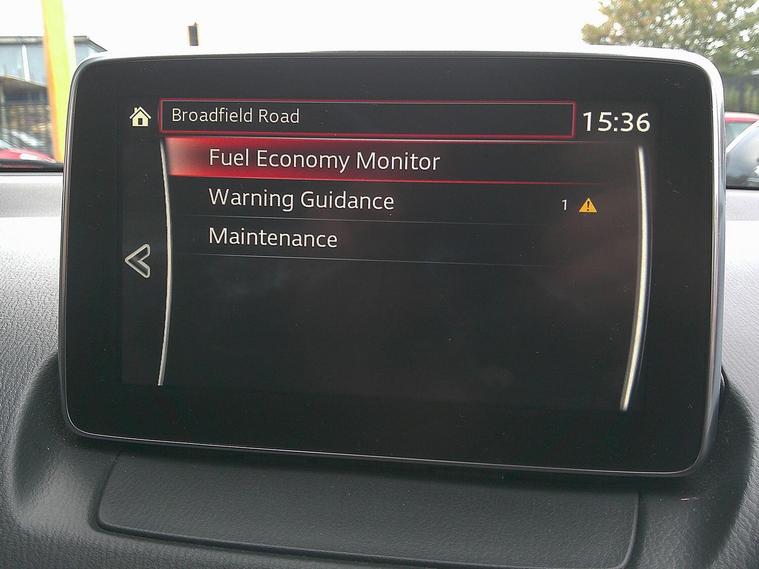 Broadfield Road
15:36
Fuel Economy Monitor
Warning Guidance 1
Maintenance